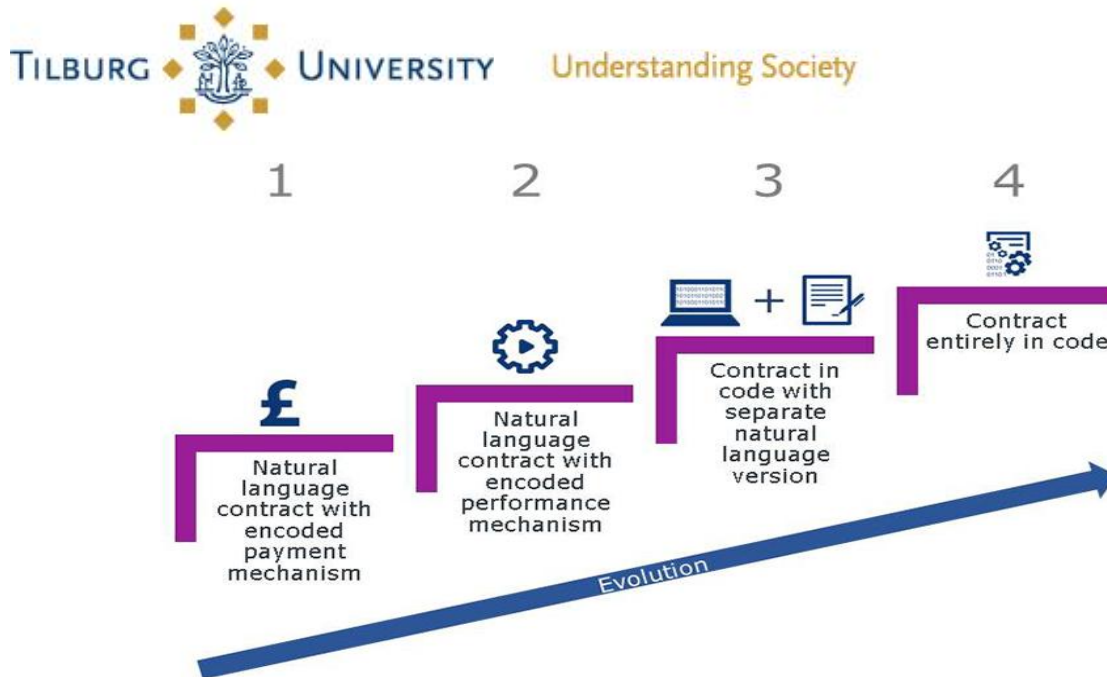 TILBURG UNIVERSITY Understanding Society
1 2 3 4
£
Natural
language
contract with
encoded
payment
mechanism
Natural
language
contract with
encoded
performance
mechanism
+
Contract in
code with
separate
natural
language
version
Contract
entirely in code
Evolution